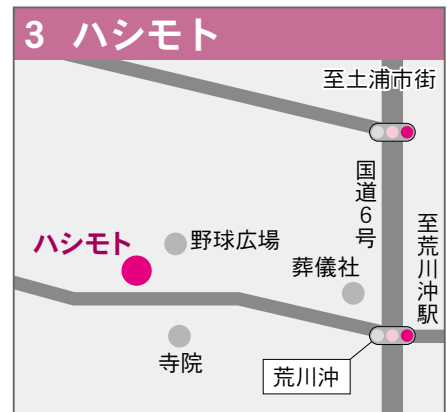 3 ハシモト
至土浦市街
国道6号
至荒川沖駅
ハシモト
野球広場
葬儀社
寺院
荒川沖